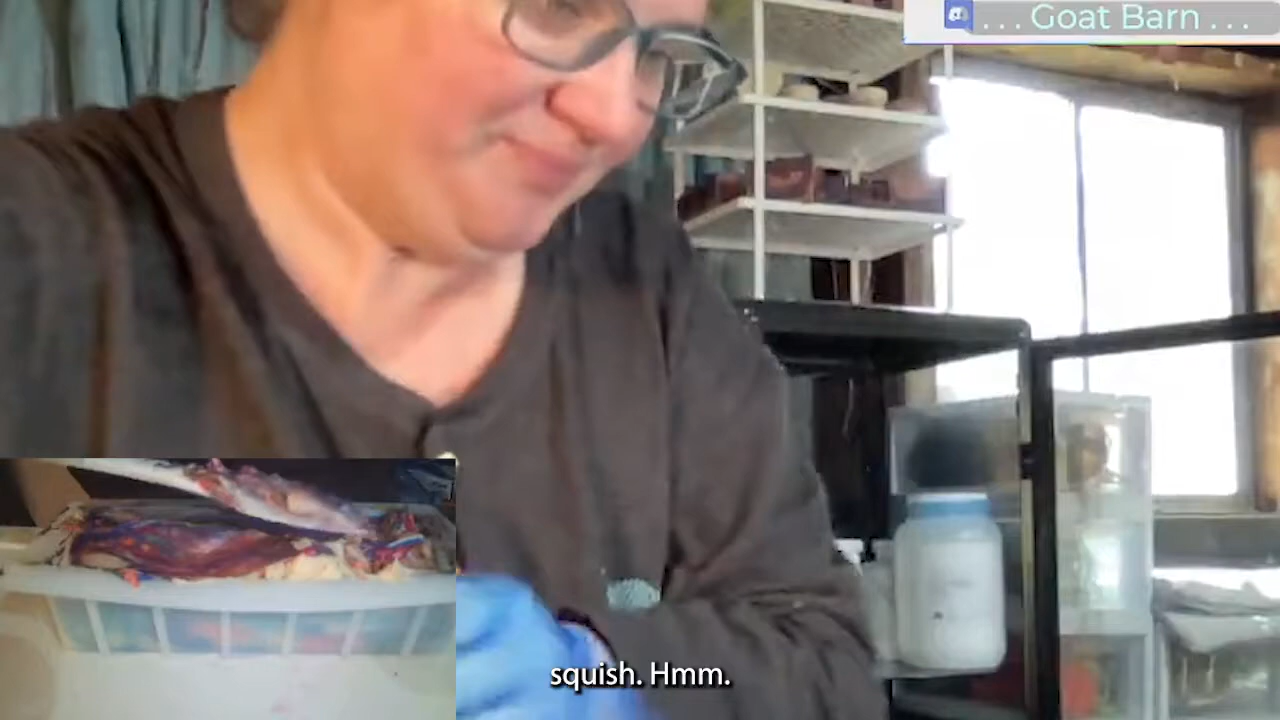 . . . Goat Barn . . .
squish. Hmm.